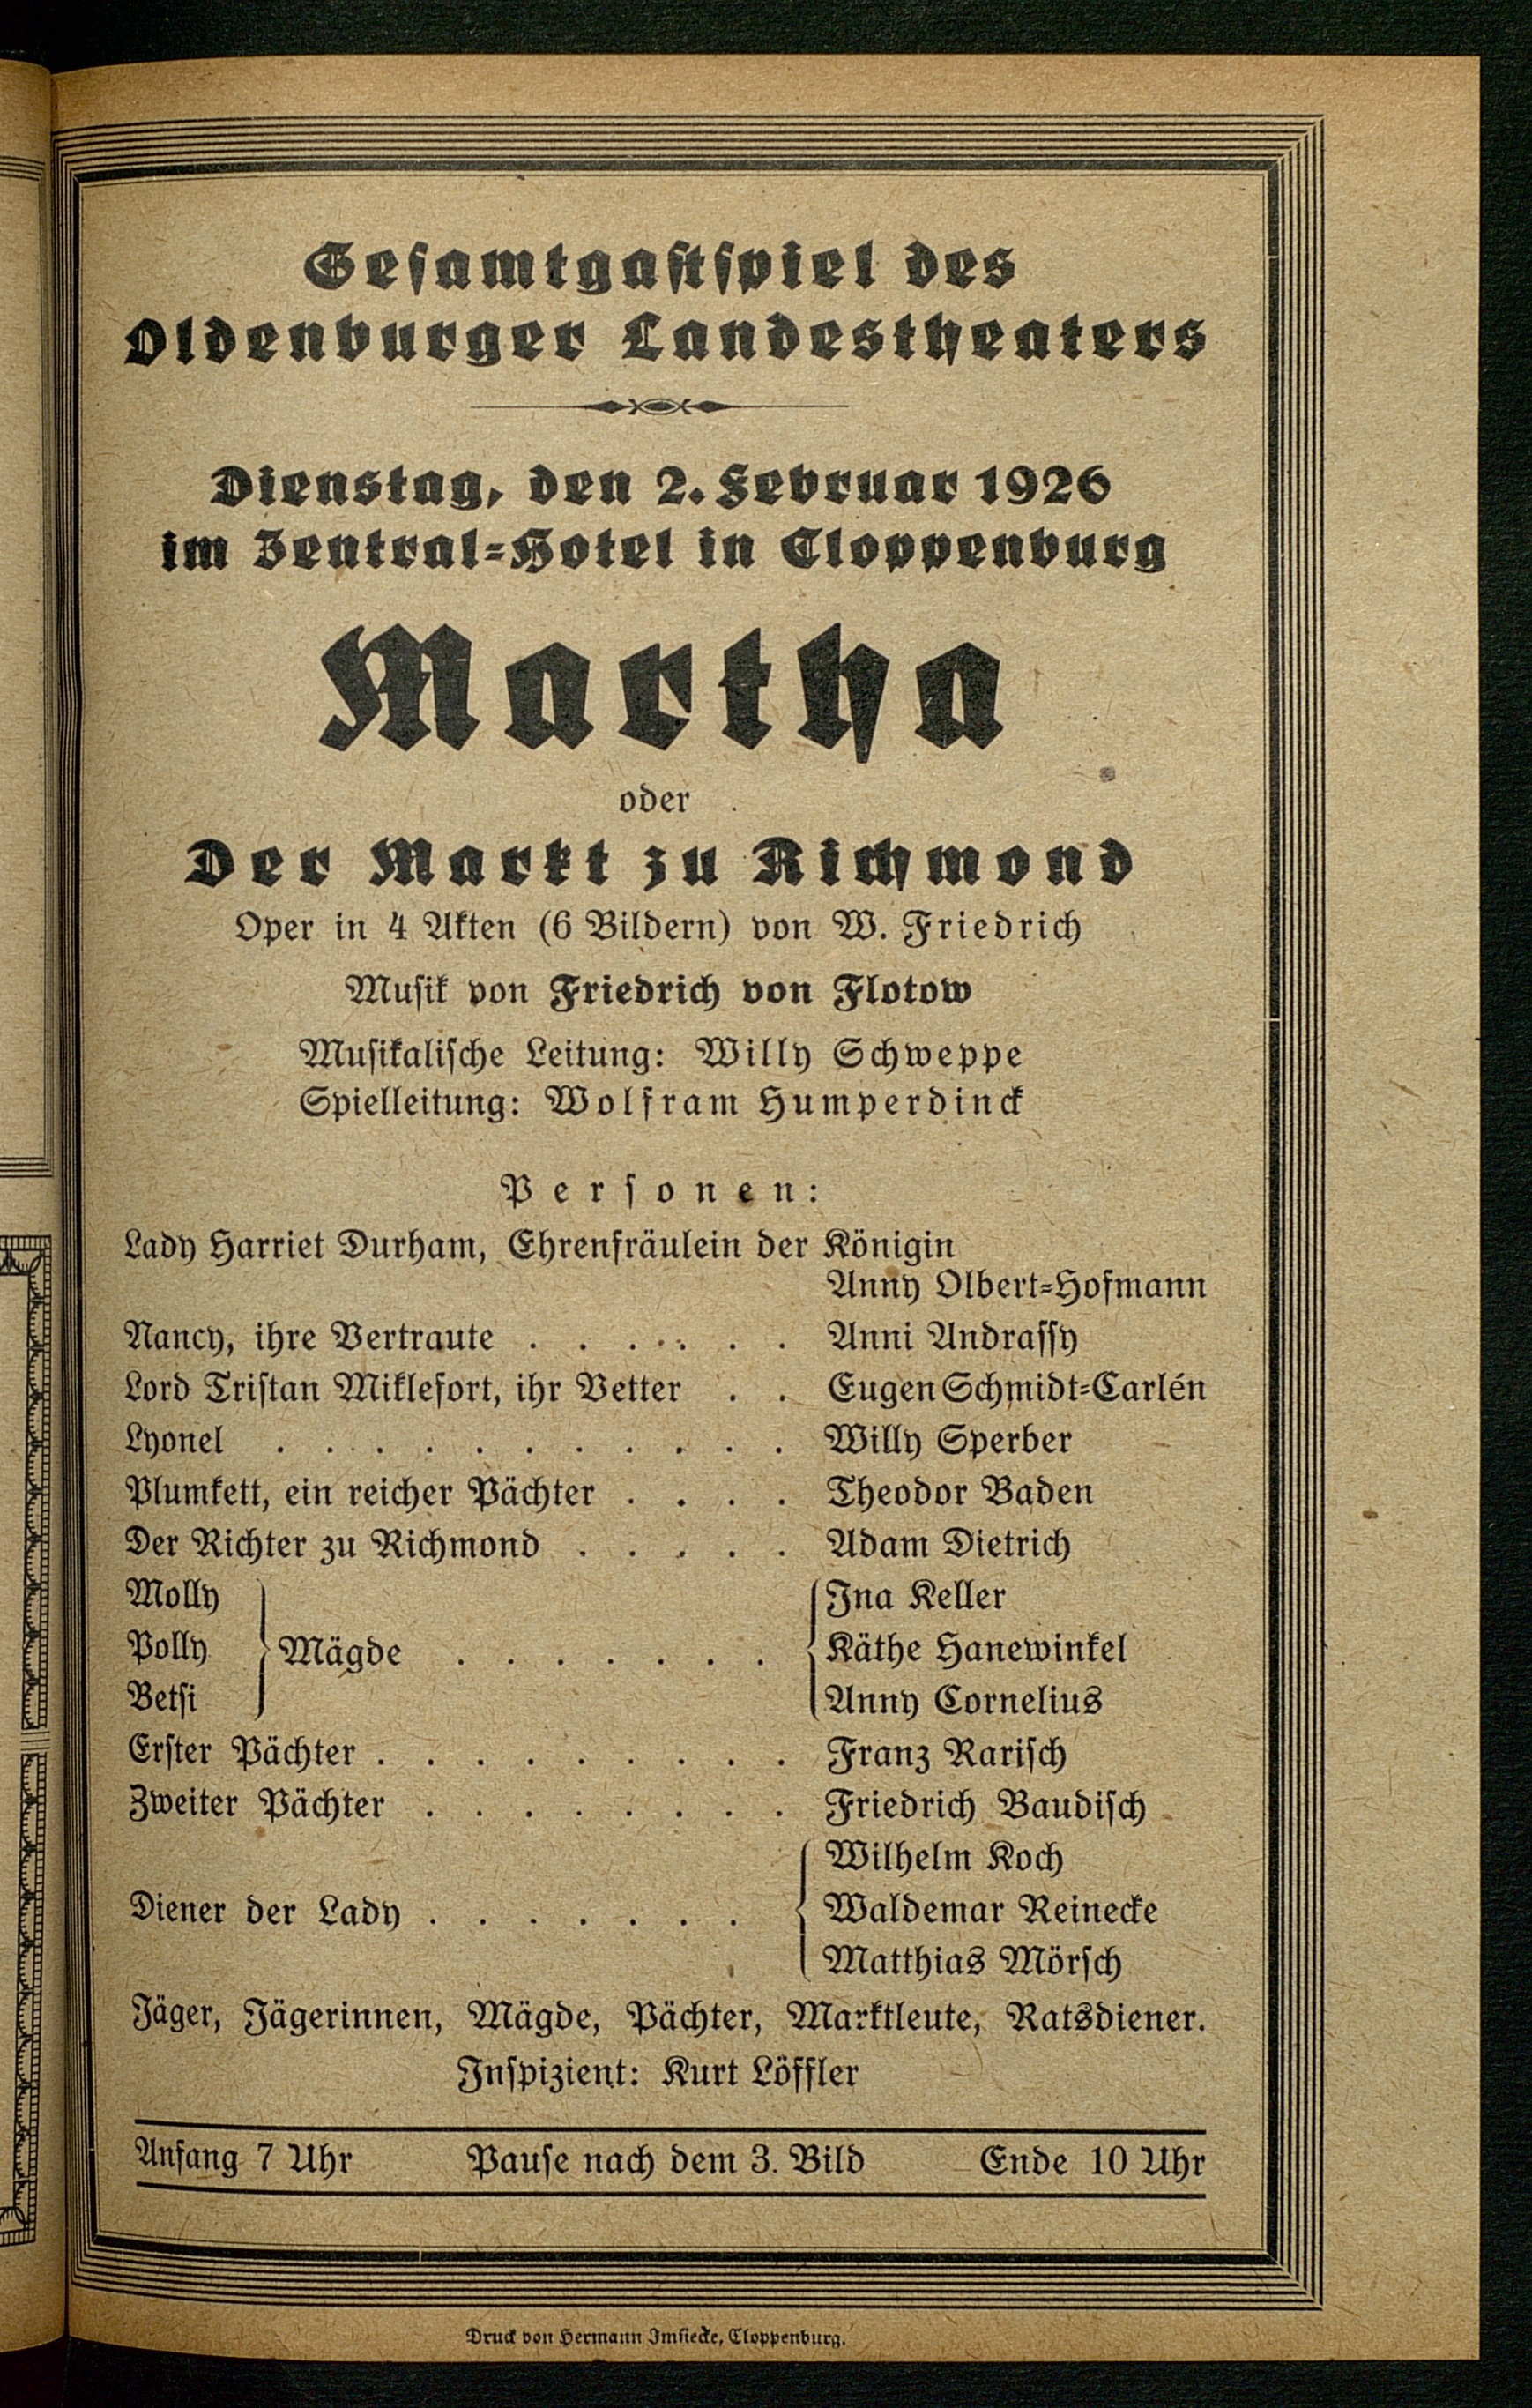 Gesamtgastspiel des
Oldenburger Landestheaters
Dienstag, den 2. Februar 1926
im Zentral-Hotel in Cloppenburg
Martha
oder
Der Markt zu Richmond
Oper in 4 Akten (6 Bildern) von W. Friedrich
Musik von Friedrich von Flotow
Musikalische Leitung: Willy Schweppe
Spielleitung: Wolfram Humperdinck
Personen:
Lady Harriet Durham, Ehrenfräulein der Königin
Anny Olbert-Hofmann
Nancy, ihre Vertraute . . . . . . Anni Andrassy
Lord Tristan Miklefort, ihr Vetter . . Eugen Schmidt-Carlén
Lyonel . . . . . . . . . . . Willy Sperber
Plumkett, ein reicher Pächter . . . . Theodor Baden
Der Richter zu Richmond . . . . . Adam Dietrich
Molly Ina Keller
Polly Mägde . . . . . . . Käthe Hanewinkel
Betsi Anny Cornelius
Erster Pächter . . . . . . . . . Franz Rarisch
Zweiter Pächter . . . . . . . . Friedrich Baudisch
Wilhelm Koch
Diener der Lady . . . . . . . Waldemar Reinecke
Matthias Mörsch
Jäger, Jägerinnen, Mägde, Pächter, Marktleute, Ratsdiener.
Inspizient: Kurt Löffler
Anfang 7 Uhr Pause nach dem 3. Bild Ende 10 Uhr
Druck von Hermann Imsiecke, Cloppenburg.